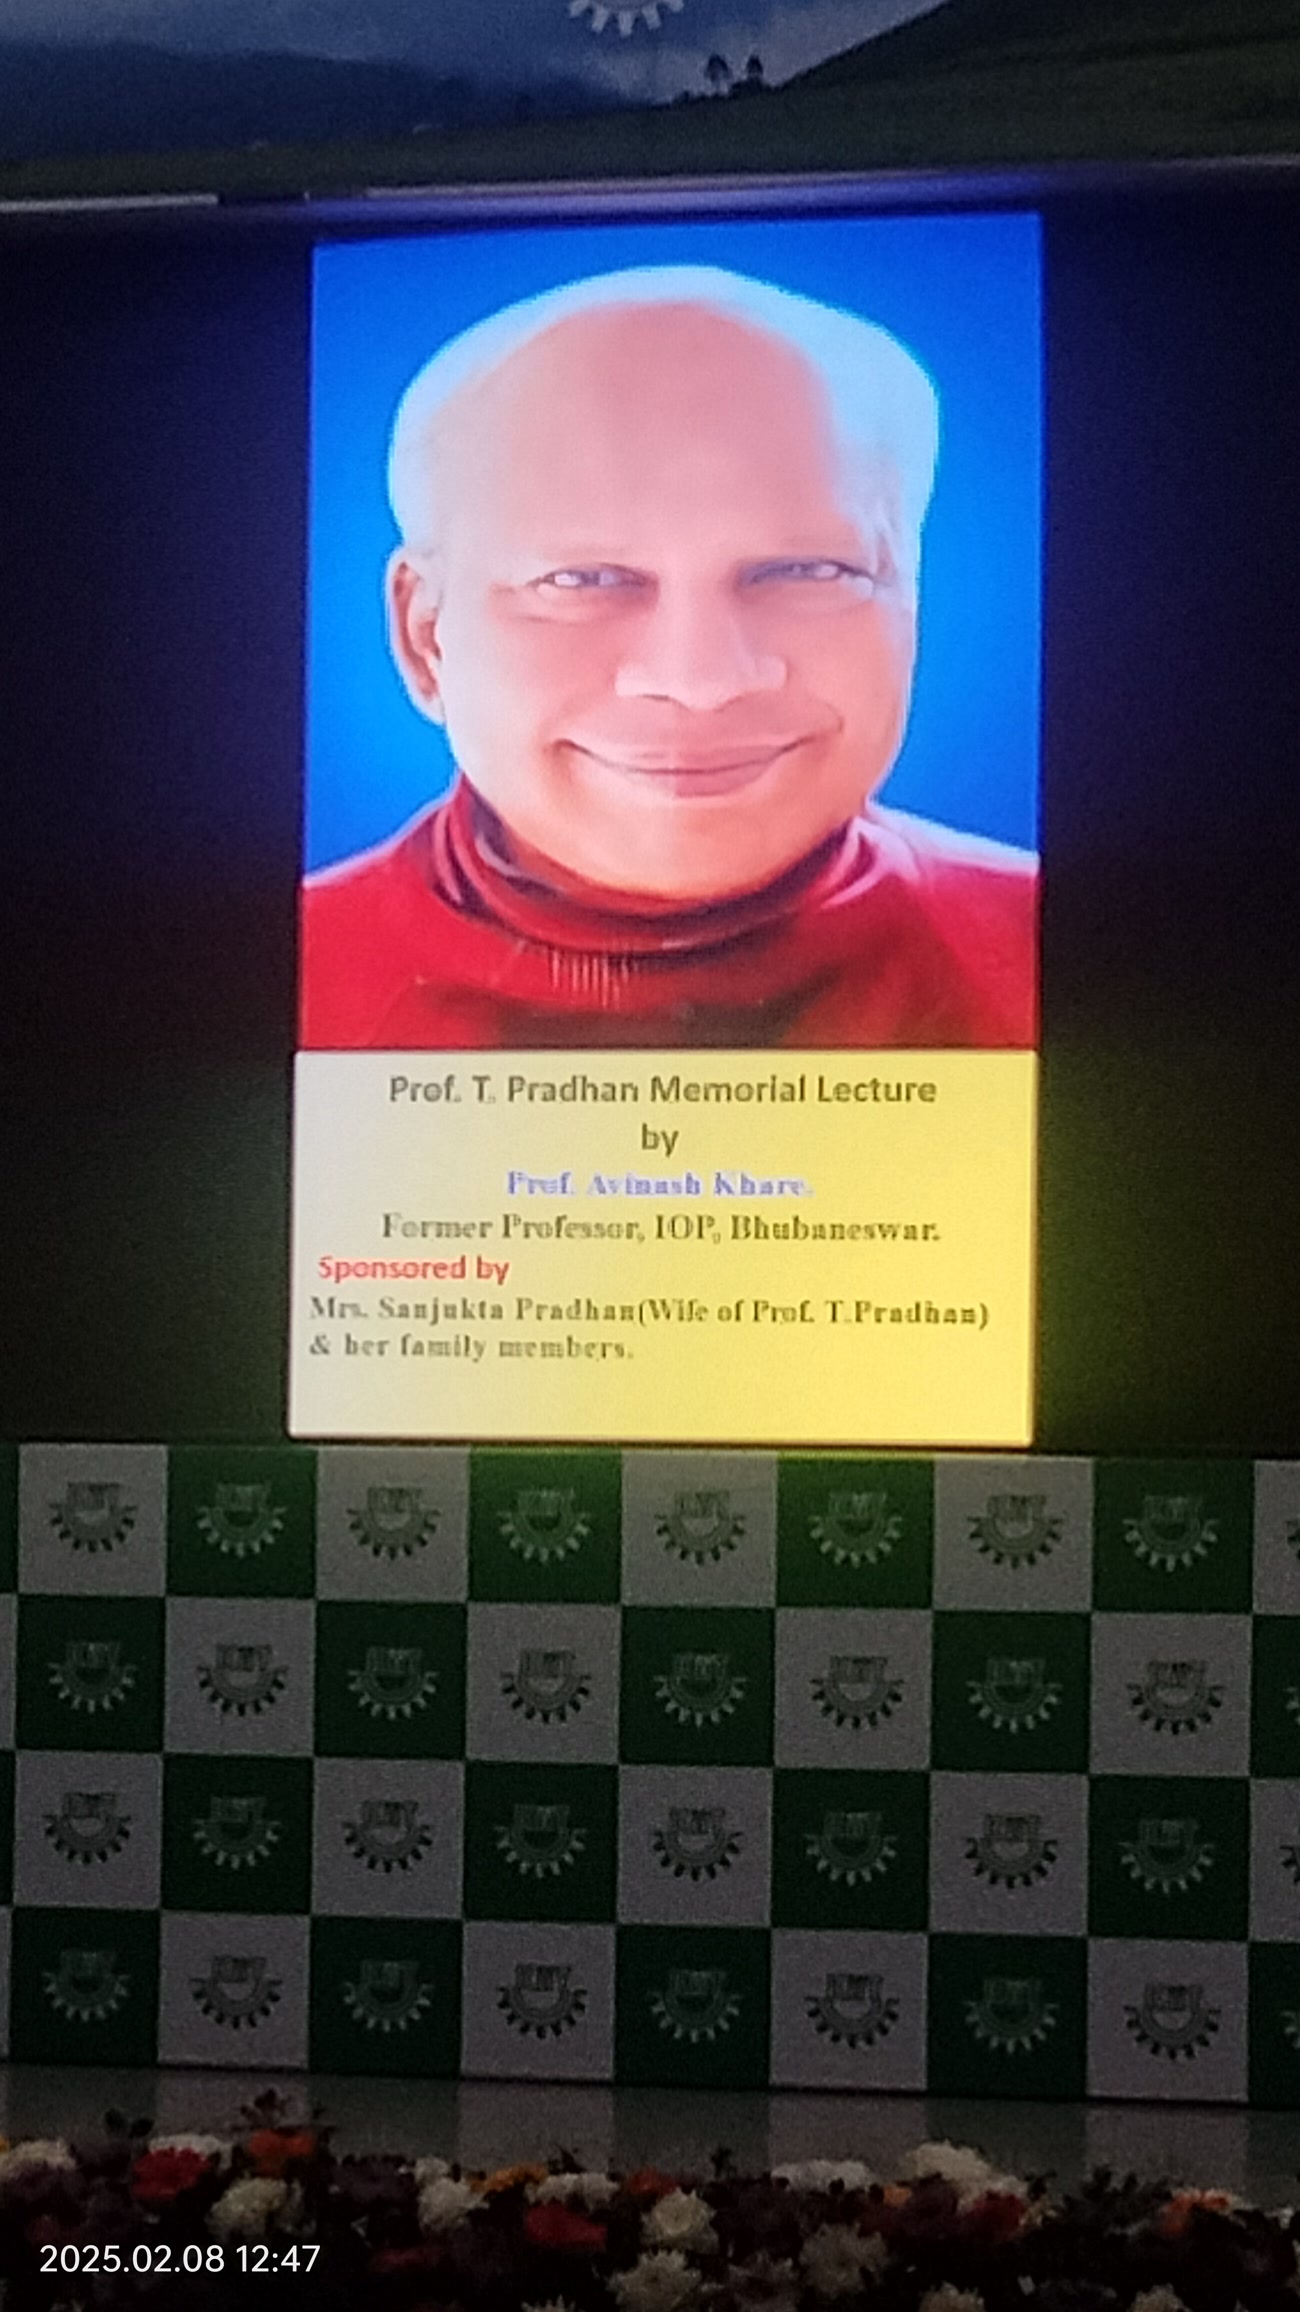 Prof. T. Pradhan Memorial Lecture
by
Prof. Avinash Khare.
Former Professor, IOP, Bhubaneswar.
Sponsored by
Mrs. Sanjukta Pradhan(Wife of Prof. T.Pradhan)
& her family members.
2025.02.08 12:47